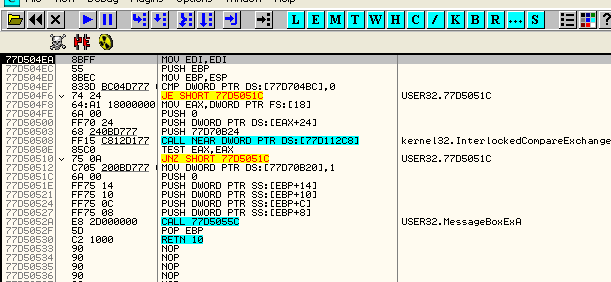 L E M T W H C / K B R ... S
77D504EA 8BFF MOV EDI,EDI
77D504EC 55 PUSH EBP
77D504ED 8BEC MOV EBP,ESP
77D504EF 833D BC04D777 CMP DWORD PTR DS:[77D704BC],0
77D504F6 74 24 JE SHORT 77D5051C USER32.77D5051C
77D504F8 64:A1 18000000 MOV EAX,DWORD PTR FS:[18]
77D504FE 6A 00 PUSH 0
77D50500 FF70 24 PUSH DWORD PTR DS:[EAX+24]
77D50503 68 240BD777 PUSH 77D70B24
77D50508 FF15 C812D177 CALL NEAR DWORD PTR DS:[77D112C8] kernel32.InterlockedCompareExchange
77D5050E 85C0 TEST EAX,EAX
77D50510 75 0A JNZ SHORT 77D5051C USER32.77D5051C
77D50512 C705 200BD777 MOV DWORD PTR DS:[77D70B20],1
77D5051C 6A 00 PUSH 0
77D5051E FF75 14 PUSH DWORD PTR SS:[EBP+14]
77D50521 FF75 10 PUSH DWORD PTR SS:[EBP+10]
77D50524 FF75 0C PUSH DWORD PTR SS:[EBP+C]
77D50527 FF75 08 PUSH DWORD PTR SS:[EBP+8]
77D5052A E8 2D000000 CALL 77D5055C USER32.MessageBoxExA
77D5052F 5D POP EBP
77D50530 C2 1000 RETN 10
77D50533 90 NOP
77D50534 90 NOP
77D50535 90 NOP
77D50536 90 NOP